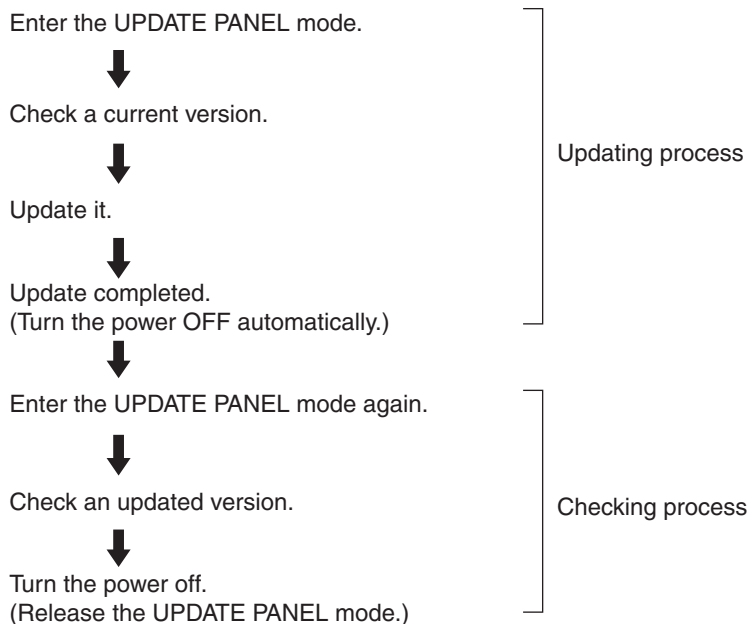 Enter the UPDATE PANEL mode.
Check a current version.
Updating process
Update it.
Update completed.
(Turn the power OFF automatically.)
Enter the UPDATE PANEL mode again.
Check an updated version.
Checking process
Turn the power off.
(Release the UPDATE PANEL mode.)